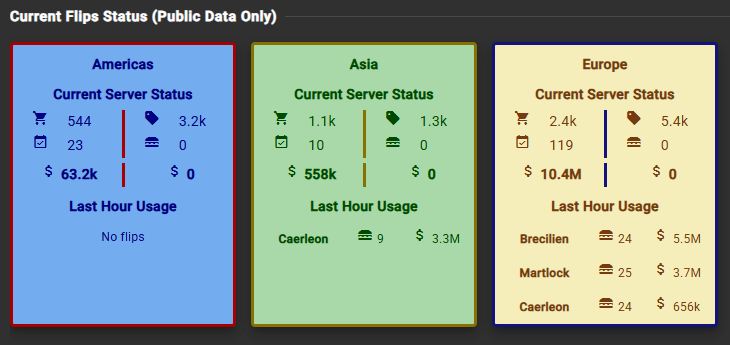 Current Flips Status (Public Data Only)
Americas
Current Server Status
544 3.2k
23 0
$ 63.2k $ 0
Last Hour Usage
No flips
Asia
Current Server Status
1.1k 1.3k
10 0
$ 558k $ 0
Last Hour Usage
Caerleon 9 $ 3.3M
Europe
Current Server Status
2.4k 5.4k
119 0
$ 10.4M $ 0
Last Hour Usage
Brecilien 24 $ 5.5M
Martlock 25 $ 3.7M
Caerleon 24 $ 656k